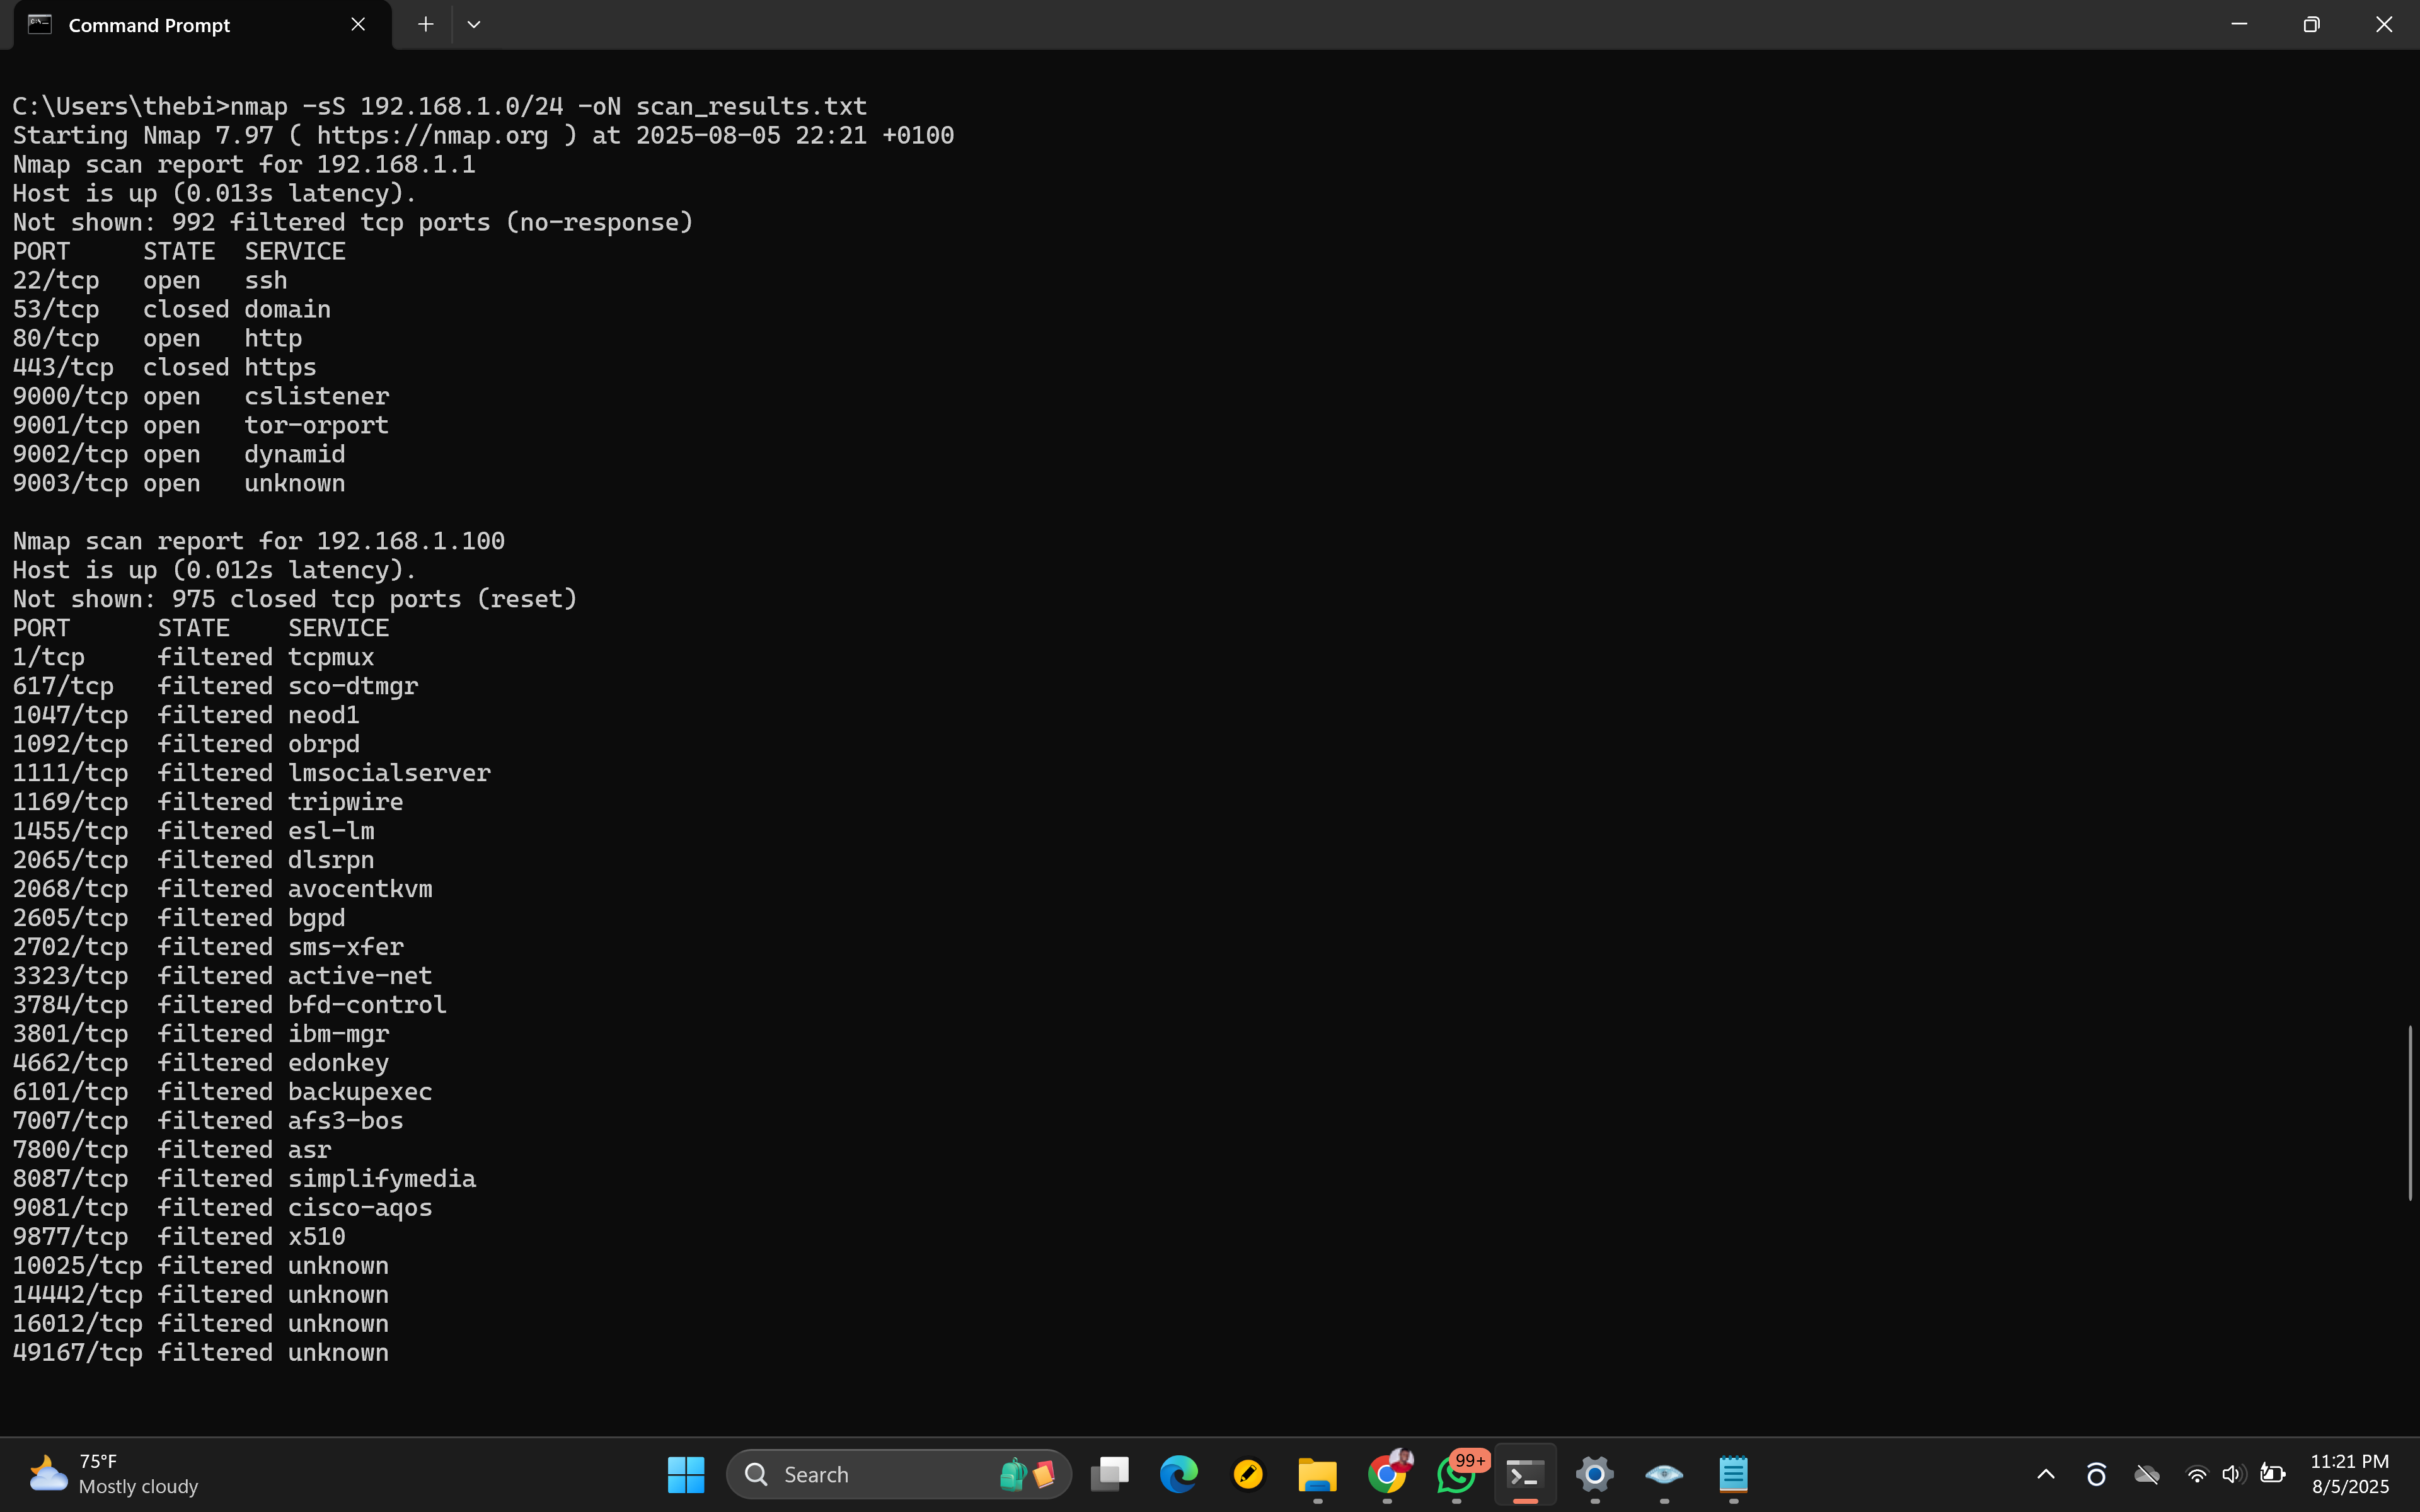 Command Prompt
C:\Users\thebi>nmap -sS 192.168.1.0/24 -oN scan_results.txt
Starting Nmap 7.97 ( https://nmap.org ) at 2025-08-05 22:21 +0100
Nmap scan report for 192.168.1.1
Host is up (0.013s latency).
Not shown: 992 filtered tcp ports (no-response)
PORT     STATE  SERVICE
22/tcp   open   ssh
53/tcp   closed domain
80/tcp   open   http
443/tcp  closed https
9000/tcp open   cslistener
9001/tcp open   tor-orport
9002/tcp open   dynamid
9003/tcp open   unknown
Nmap scan report for 192.168.1.100
Host is up (0.012s latency).
Not shown: 975 closed tcp ports (reset)
PORT      STATE    SERVICE
1/tcp     filtered tcpmux
617/tcp   filtered sco-dtmgr
1047/tcp  filtered neod1
1092/tcp  filtered obrpd
1111/tcp  filtered lmsocialserver
1169/tcp  filtered tripwire
1455/tcp  filtered esl-lm
2065/tcp  filtered dlsrpn
2068/tcp  filtered avocentkvm
2605/tcp  filtered bgpd
2702/tcp  filtered sms-xfer
3323/tcp  filtered active-net
3784/tcp  filtered bfd-control
3801/tcp  filtered ibm-mgr
4662/tcp  filtered edonkey
6101/tcp  filtered backupexec
7007/tcp  filtered afs3-bos
7800/tcp  filtered asr
8087/tcp  filtered simplifymedia
9081/tcp  filtered cisco-aqos
9877/tcp  filtered x510
10025/tcp filtered unknown
14442/tcp filtered unknown
16012/tcp filtered unknown
49167/tcp filtered unknown
75°F
Mostly cloudy
Search
99+
11:21 PM
8/5/2025